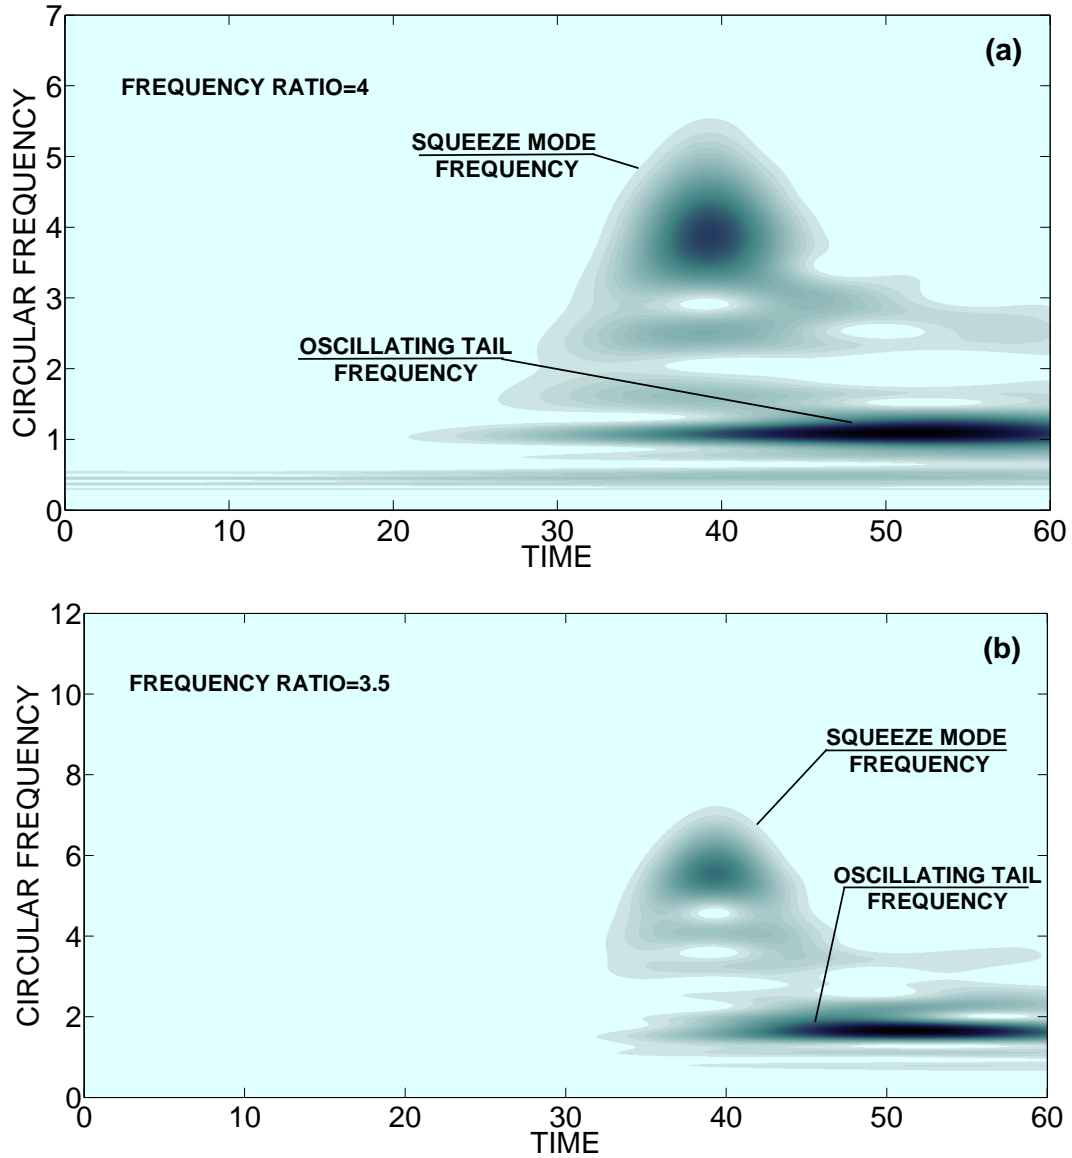 7
(a)
6
FREQUENCY RATIO=4
5
SQUEEZE MODE
FREQUENCY
4
3
OSCILLATING TAIL
FREQUENCY
2
1
0
CIRCULAR FREQUENCY
0 10 20 30 40 50 60
TIME
12
(b)
FREQUENCY RATIO=3.5
10
SQUEEZE MODE
FREQUENCY
8
6
OSCILLATING TAIL
FREQUENCY
4
2
0
CIRCULAR FREQUENCY
0 10 20 30 40 50 60
TIME